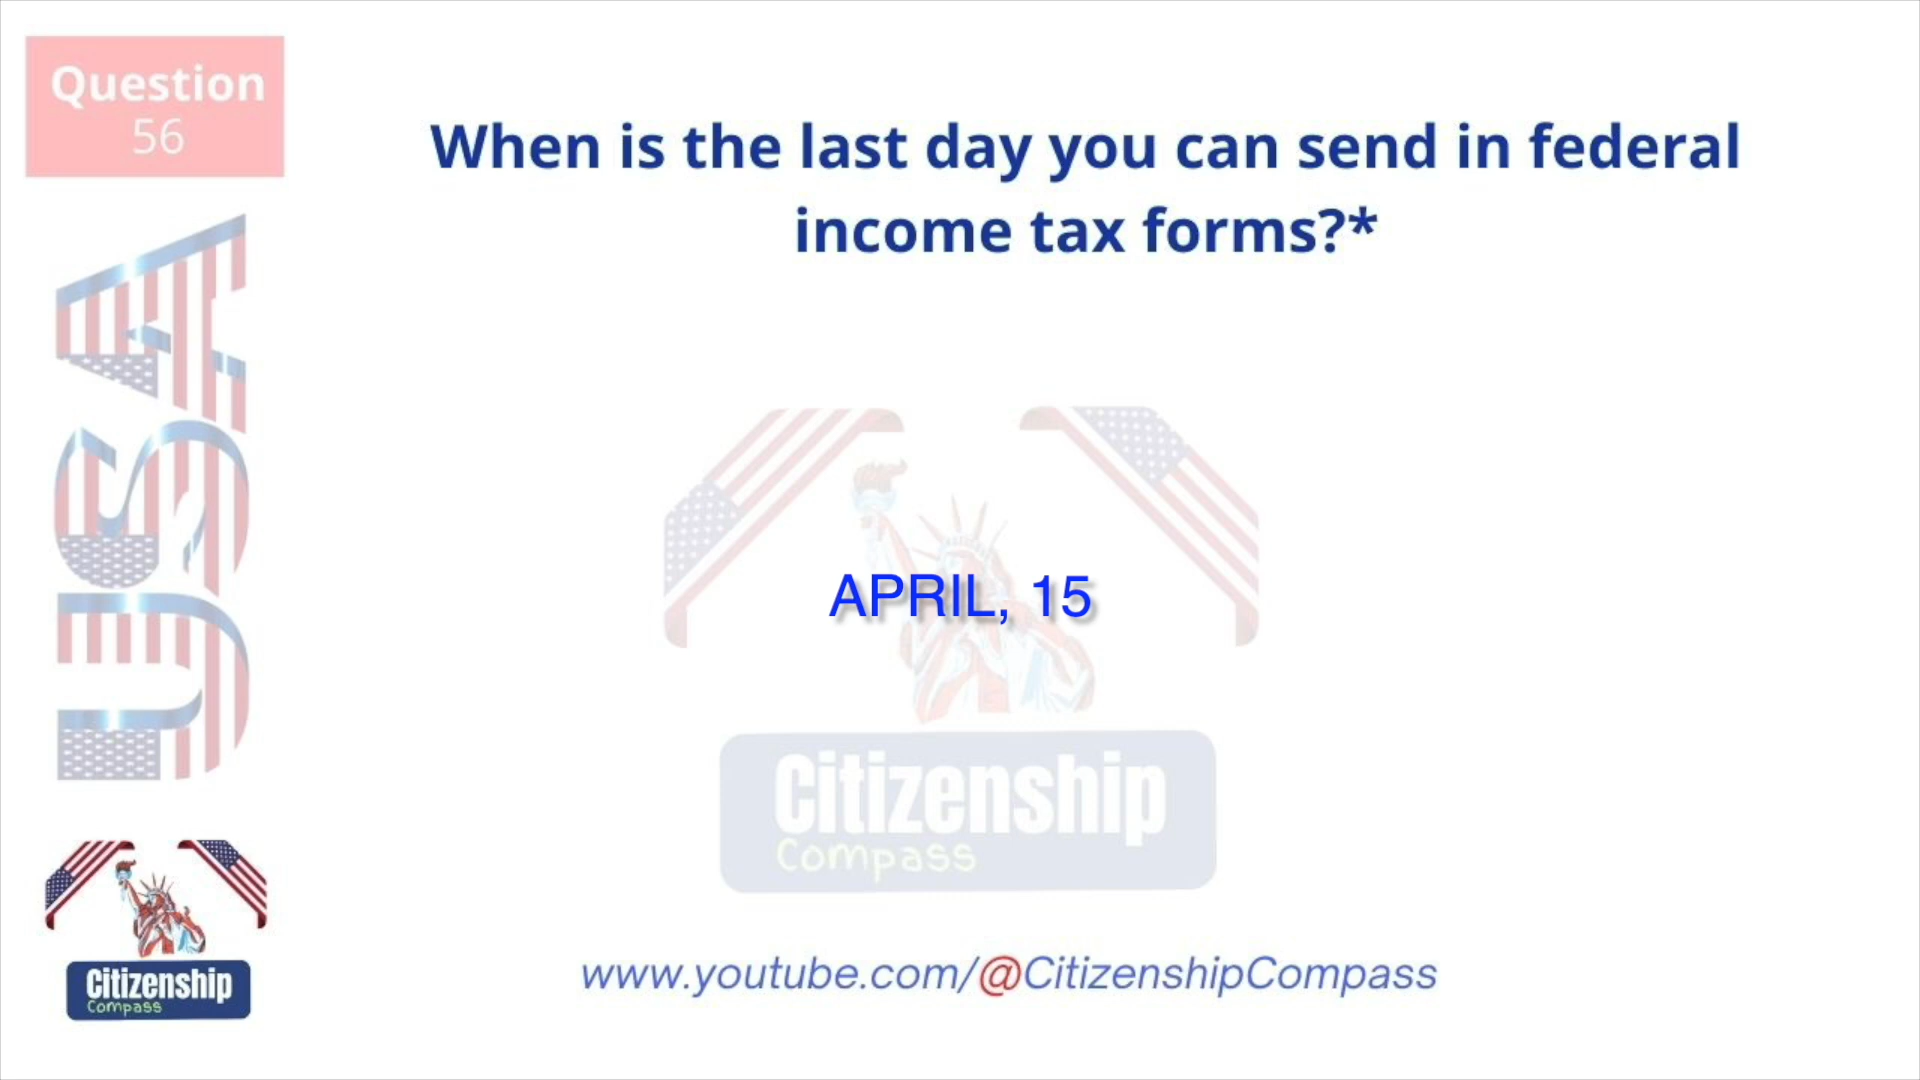 Question
56
When is the last day you can send in federal
income tax forms?*
USA
APRIL, 15
Citizenship
Compass
Citizenship
Compass
www.youtube.com/@CitizenshipCompass